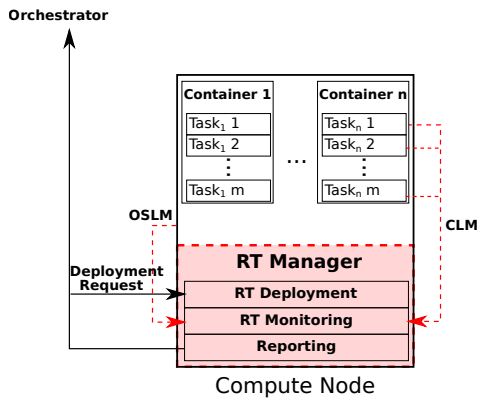 Orchestrator
Container 1
Container n
Task₁ 1
Taskₙ 1
Task₁ 2
Taskₙ 2
...
Task₁ m
Taskₙ m
OSLM
CLM
RT Manager
Deployment
Request
RT Deployment
RT Monitoring
Reporting
Compute Node